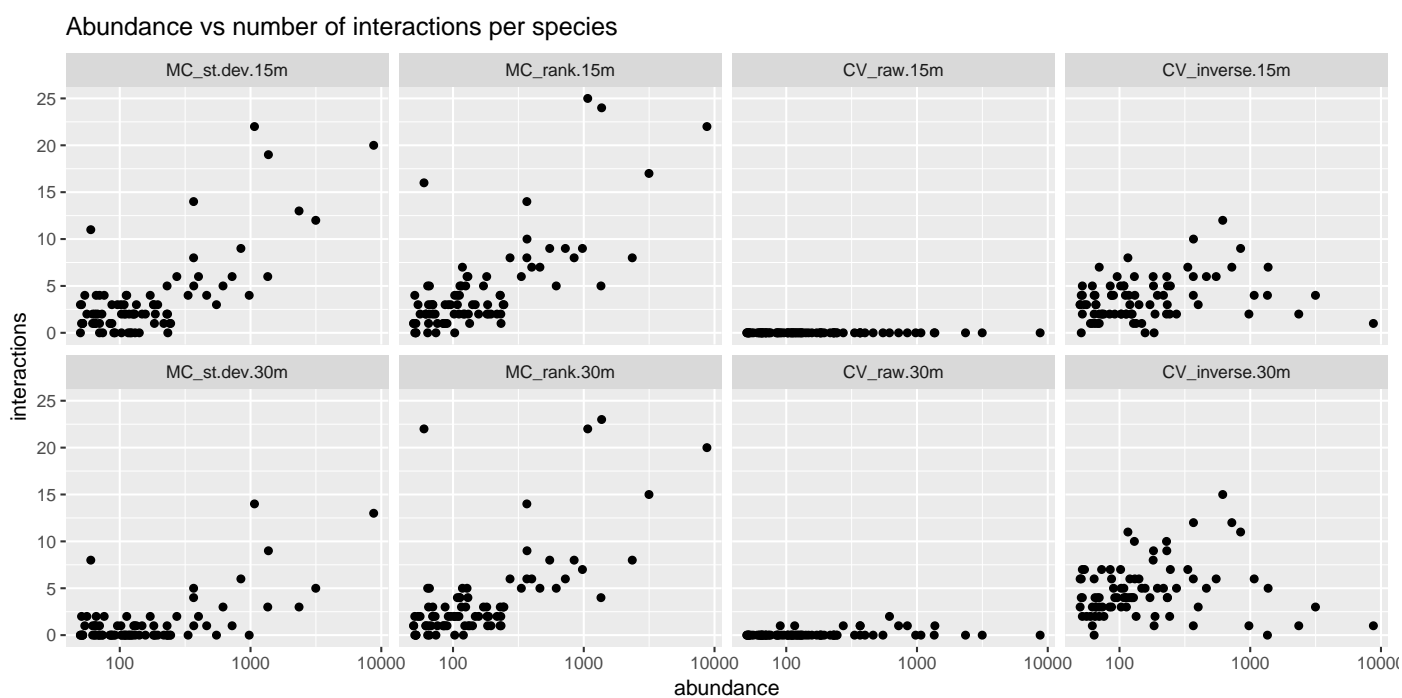 Abundance vs number of interactions per species
MC_st.dev.15m MC_rank.15m CV_raw.15m CV_inverse.15m
25
20
15
10
5
0
MC_st.dev.30m MC_rank.30m CV_raw.30m CV_inverse.30m
25
20
15
10
5
0
interactions
100 1000 10000 100 1000 10000 100 1000 10000 100 1000 10000
abundance